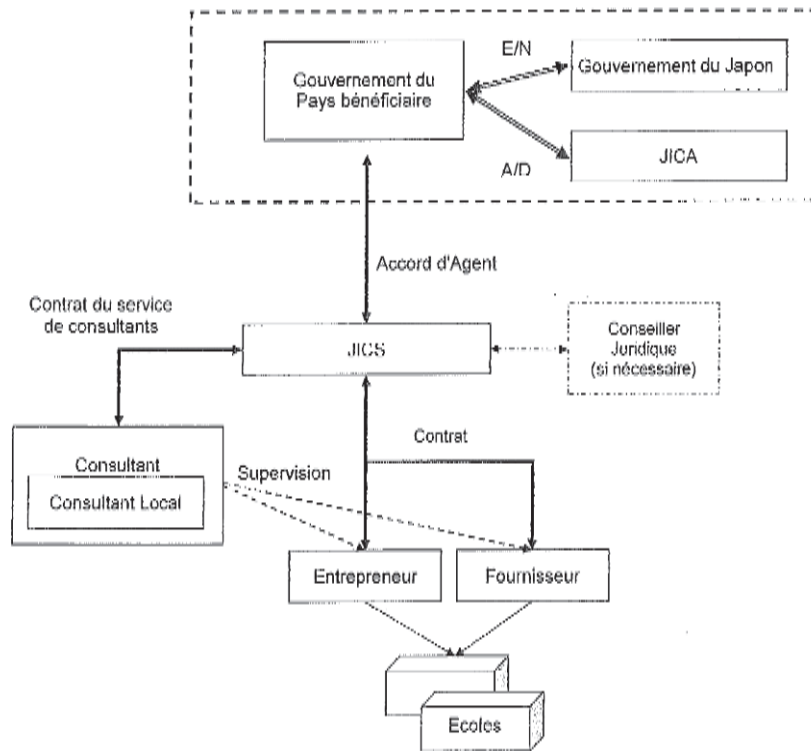 E/N
Gouvernement du
Pays bénéficiaire
Gouvernement du Japon
JICA
A/D
Accord d'Agent
Contrat du service
de consultants
JICS
Conseiller
Juridique
(si nécessaire)
Contrat
Consultant
Supervision
Consultant Local
Entrepreneur
Fournisseur
Ecoles